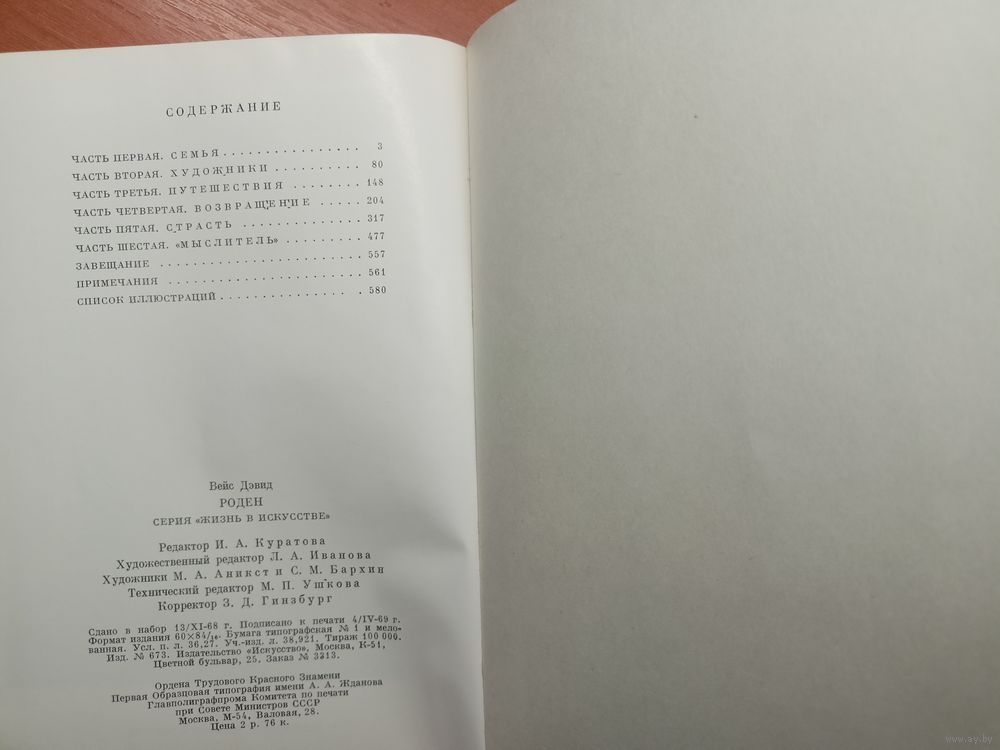 СОДЕРЖАНИЕ
ЧАСТЬ ПЕРВАЯ. СЕМЬЯ . . . . . . . . . . . . . . . . 3
ЧАСТЬ ВТОРАЯ. ХУДОЖНИКИ . . . . . . . . . . . 80
ЧАСТЬ ТРЕТЬЯ. ПУТЕШЕСТВИЯ . . . . . . . . 148
ЧАСТЬ ЧЕТВЕРТАЯ. ВОЗВРАЩЕНИЕ . . . . . 204
ЧАСТЬ ПЯТАЯ. СТРАСТЬ . . . . . . . . . . . . . . 317
ЧАСТЬ ШЕСТАЯ. «МЫСЛИТЕЛЬ» . . . . . . . . . 477
ЗАВЕЩАНИЕ . . . . . . . . . . . . . . . . . . . . . . . 557
ПРИМЕЧАНИЯ . . . . . . . . . . . . . . . . . . . . . . 561
СПИСОК ИЛЛЮСТРАЦИЙ . . . . . . . . . . . . . . . 580
Вейс Дэвид
РОДЕН
СЕРИЯ «ЖИЗНЬ В ИСКУССТВЕ»
Редактор И. А. Куратова
Художественный редактор Л. А. Иванова
Художники М. А. Аникст и С. М. Бархин
Технический редактор М. П. Ушкова
Корректор З. Д. Гинзбург
Сдано в набор 13/XI-68 г. Подписано к печати 4/IV-69 г.
Формат издания 60×84/16. Бумага типографская № 1 и мело-
ванная. Усл. п. л. 36,27. Уч.-изд. л. 38,921. Тираж 100 000.
Изд. № 673. Издательство «Искусство», Москва, К-51,
Цветной бульвар, 25. Заказ № 3313.
Ордена Трудового Красного Знамени
Первая Образцовая типография имени А. А. Жданова
Главполиграфпрома Комитета по печати
при Совете Министров СССР
Москва, М-54, Валовая, 28.
Цена 2 р. 76 к.
www.ay.by